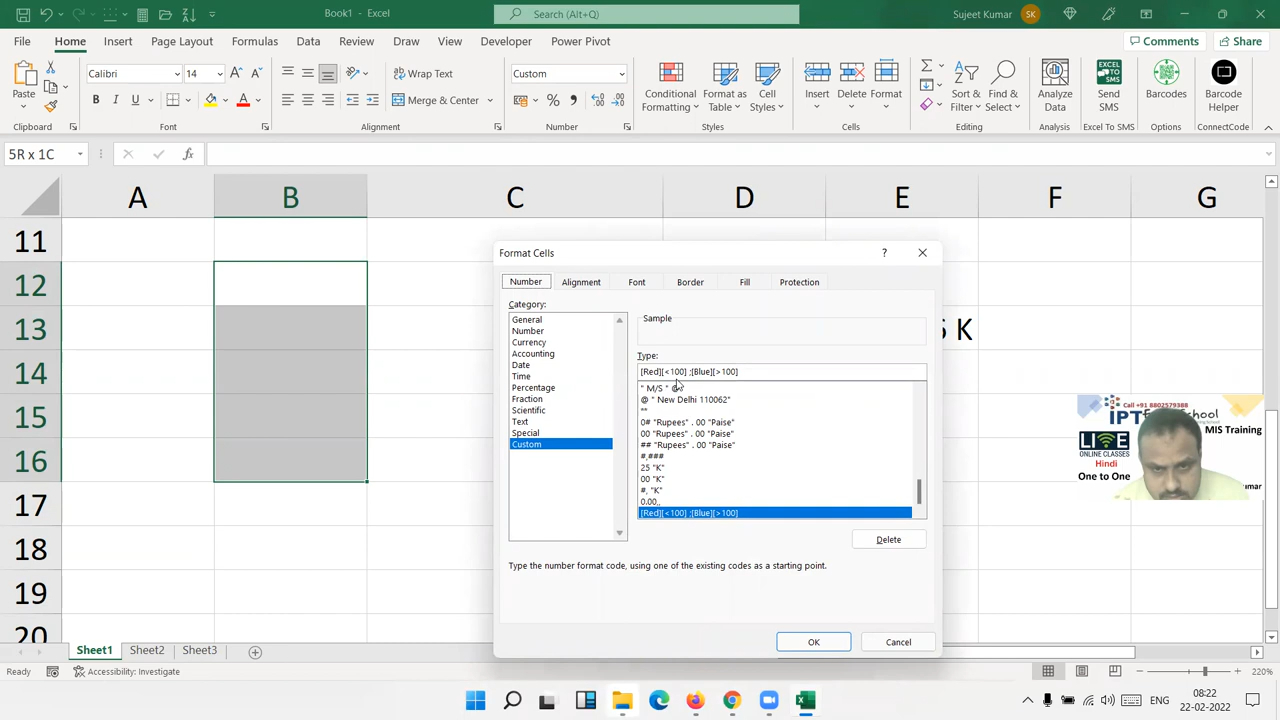 Book1 - Excel
Search (Alt+Q)
Sujeet Kumar
SK
File Home Insert Page Layout Formulas Data Review View Draw Developer Power Pivot
Comments
Share
Paste
Calibri
14
Wrap Text
Merge & Center
Custom
Conditional Formatting
Format as Table
Cell Styles
Insert
Delete
Format
Sort & Filter
Find & Select
Analyze Data
Send SMS
Barcodes
Barcode Helper
Clipboard
Font
Alignment
Number
Styles
Cells
Editing
Analysis
Excel To SMS
Options
ConnectCode
5R x 1C
fx
A B C D E F G
11
12
13
S K
14
15
16
17
18
19
20
Format Cells
Number Alignment Font Border Fill Protection
Category:
General
Number
Currency
Accounting
Date
Time
Percentage
Fraction
Scientific
Text
Special
Custom
Sample
Type:
[Red][<100] ;[Blue][>100]
" M/S " @
@ " New Delhi 110062"
**
0# "Rupees" . 00 "Paise"
00 "Rupees" . 00 "Paise"
## "Rupees" . 00 "Paise"
#,###
25 "K"
00 "K"
#, "K"
0.00,,
[Red][<100] ;[Blue][>100]
Delete
Type the number format code, using one of the existing codes as a starting point.
OK
Cancel
Call +91 8802579388
MIS Training
LIVE
ONLINE CLASSES
Hindi
One to One
Sheet1 Sheet2 Sheet3
Ready
Accessibility: Investigate
220%
ENG
08:22
22-02-2022